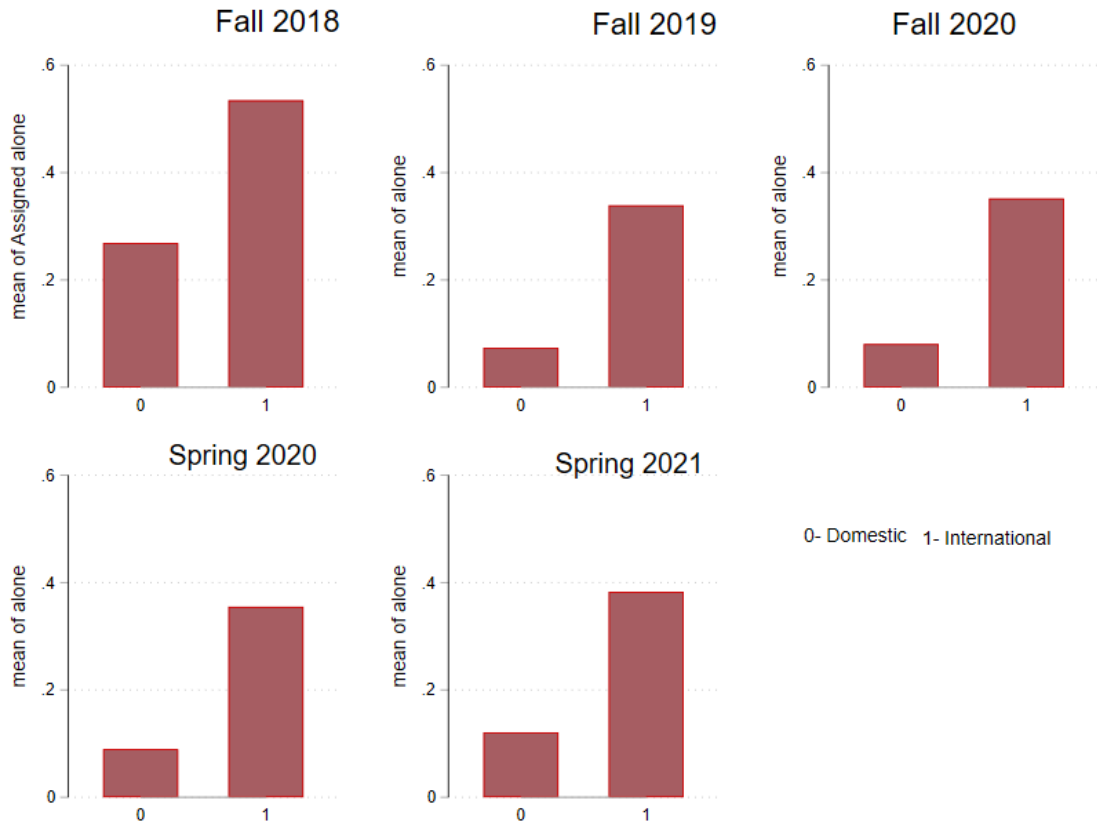 Fall 2018
Fall 2019
Fall 2020
.6
.4
.2
0
mean of Assigned alone
0 1
.6
.4
.2
0
mean of alone
0 1
.6
.4
.2
0
mean of alone
0 1
Spring 2020
Spring 2021
.6
.4
.2
0
mean of alone
0 1
.6
.4
.2
0
mean of alone
0 1
0- Domestic 1- International